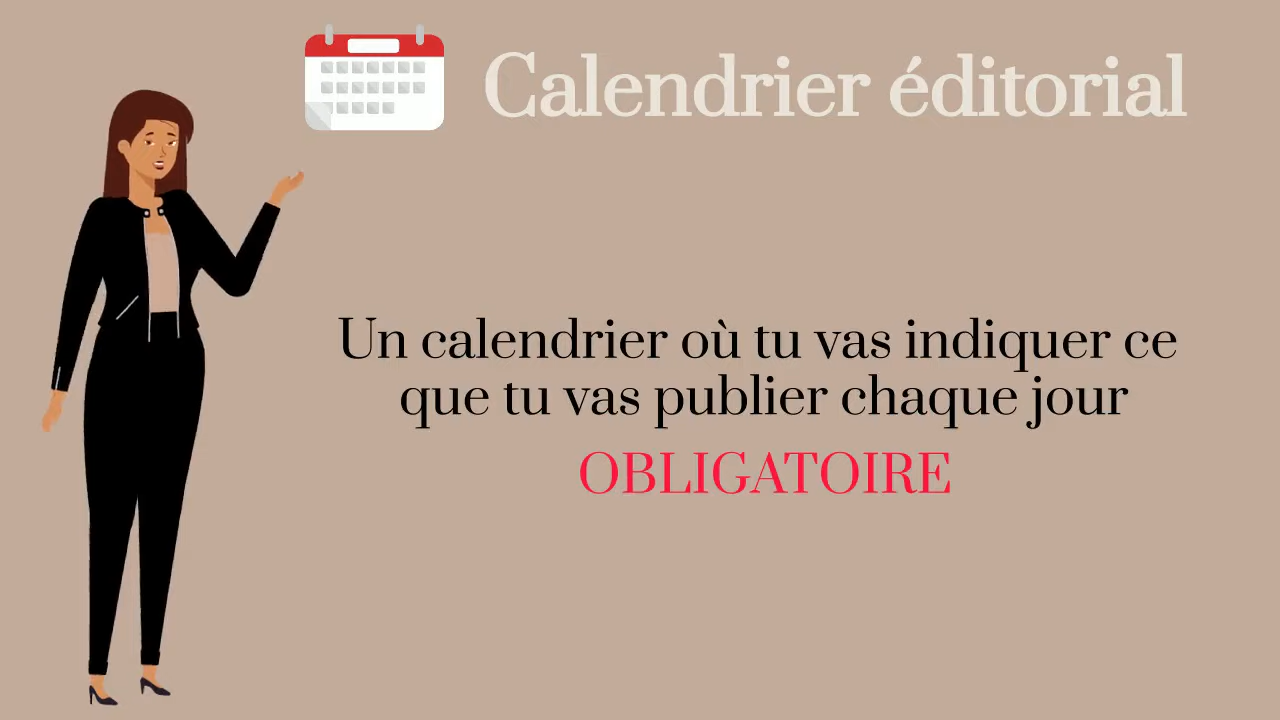 Calendrier éditorial
Un calendrier où tu vas indiquer ce
que tu vas publier chaque jour
OBLIGATOIRE